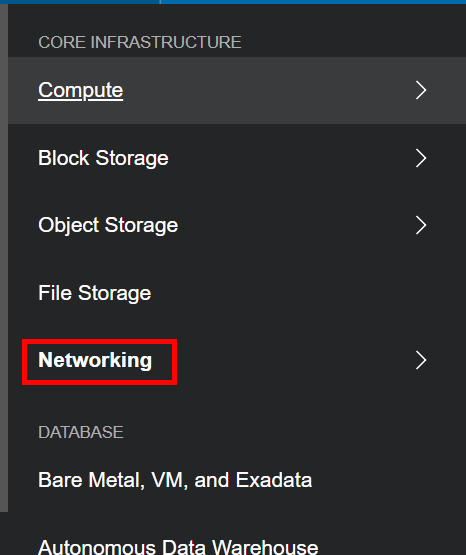 CORE INFRASTRUCTURE
Compute
Block Storage
Object Storage
File Storage
Networking
DATABASE
Bare Metal, VM, and Exadata
Autonomous Data Warehouse